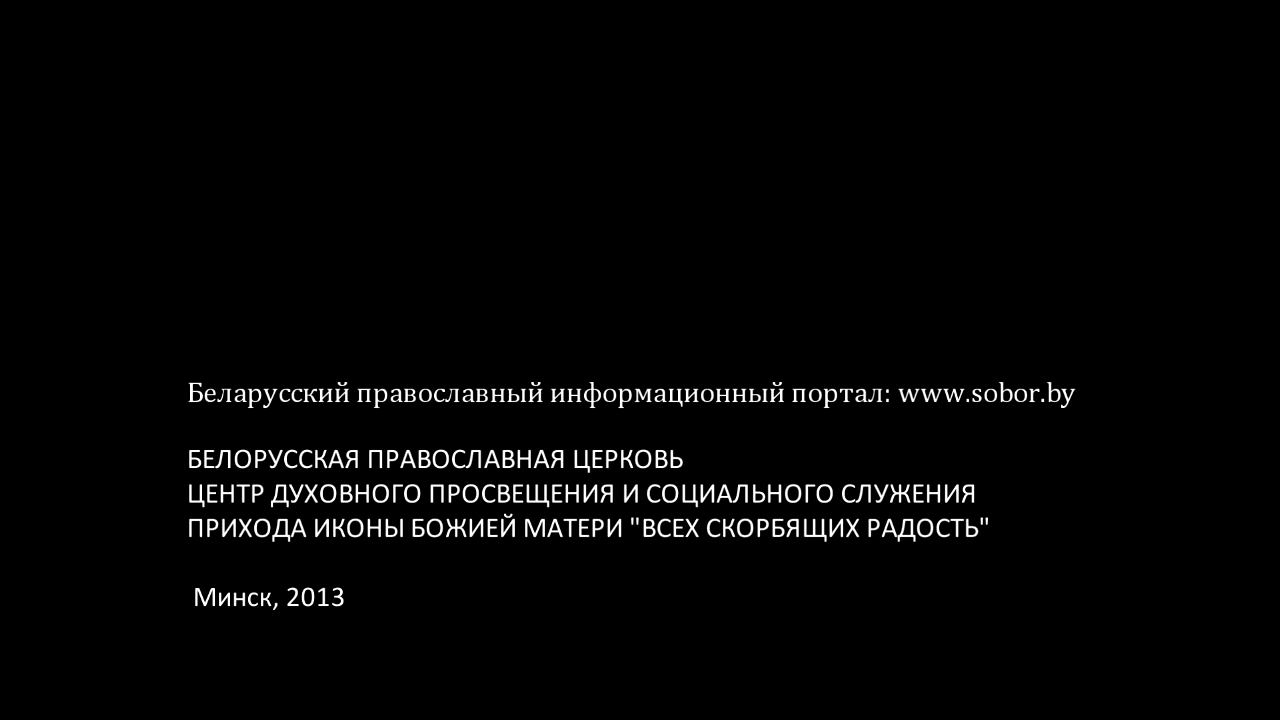 Беларусский православный информационный портал: www.sobor.by
БЕЛОРУССКАЯ ПРАВОСЛАВНАЯ ЦЕРКОВЬ
ЦЕНТР ДУХОВНОГО ПРОСВЕЩЕНИЯ И СОЦИАЛЬНОГО СЛУЖЕНИЯ
ПРИХОДА ИКОНЫ БОЖИЕЙ МАТЕРИ "ВСЕХ СКОРБЯЩИХ РАДОСТЬ"
Минск, 2013